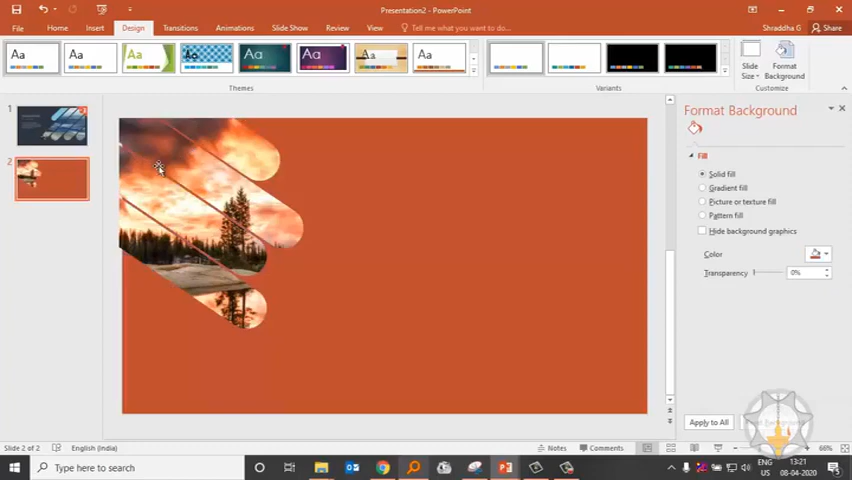 Presentation2 - PowerPoint
Shraddha G
Share
File
Insert
Design
Transitions
Animations
Slide Show
Review
View
Tell me what you want to do...
Aa
Aa
Aa
Aa
Aa
Aa
Aa
Aa
Slide Size
Format Background
Themes
Variants
Customize
1
2
Format Background
Fill
Solid fill
Gradient fill
Picture or texture fill
Pattern fill
Hide background graphics
Color
Transparency
0%
Apply to All
Slide 2 of 2
English (India)
Notes
Comments
66%
Type here to search
ENG
US
13:21
08-04-2020